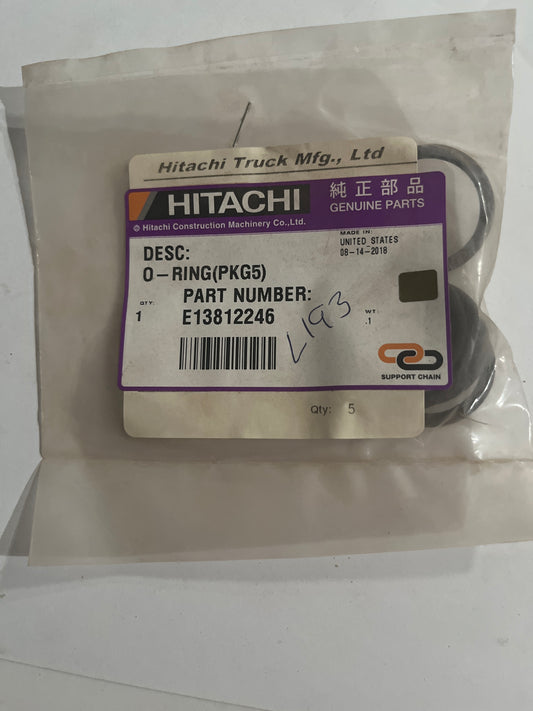 Hitachi Truck Mfg., Ltd
HITACHI
純正部品
GENUINE PARTS
© Hitachi Construction Machinery Co.,Ltd.
MADE IN:
UNITED STATES
08-14-2018
DESC:
O-RING(PKG5)
QTY:
1
PART NUMBER:
E13812246
WT:
.1
L193
SUPPORT CHAIN
Qty: 5